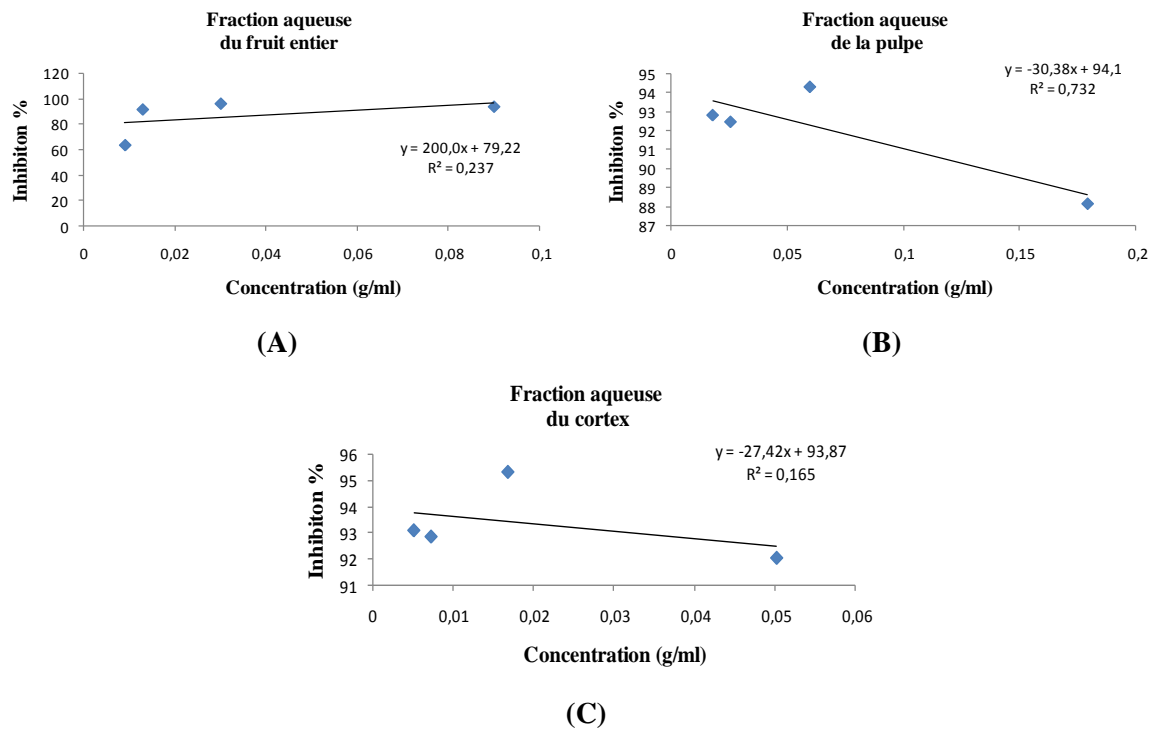 Fraction aqueuse
du fruit entier
120
100
80
60
40
20
0
Inhibiton %
y = 200,0x + 79,22
R² = 0,237
0 0,02 0,04 0,06 0,08 0,1
Concentration (g/ml)
(A)
Fraction aqueuse
de la pulpe
95
94
93
92
91
90
89
88
87
Inhibiton %
y = -30,38x + 94,1
R² = 0,732
0 0,05 0,1 0,15 0,2
Concentration (g/ml)
(B)
Fraction aqueuse
du cortex
96
95
94
93
92
91
Inhibiton %
y = -27,42x + 93,87
R² = 0,165
0 0,01 0,02 0,03 0,04 0,05 0,06
Concentration (g/ml)
(C)